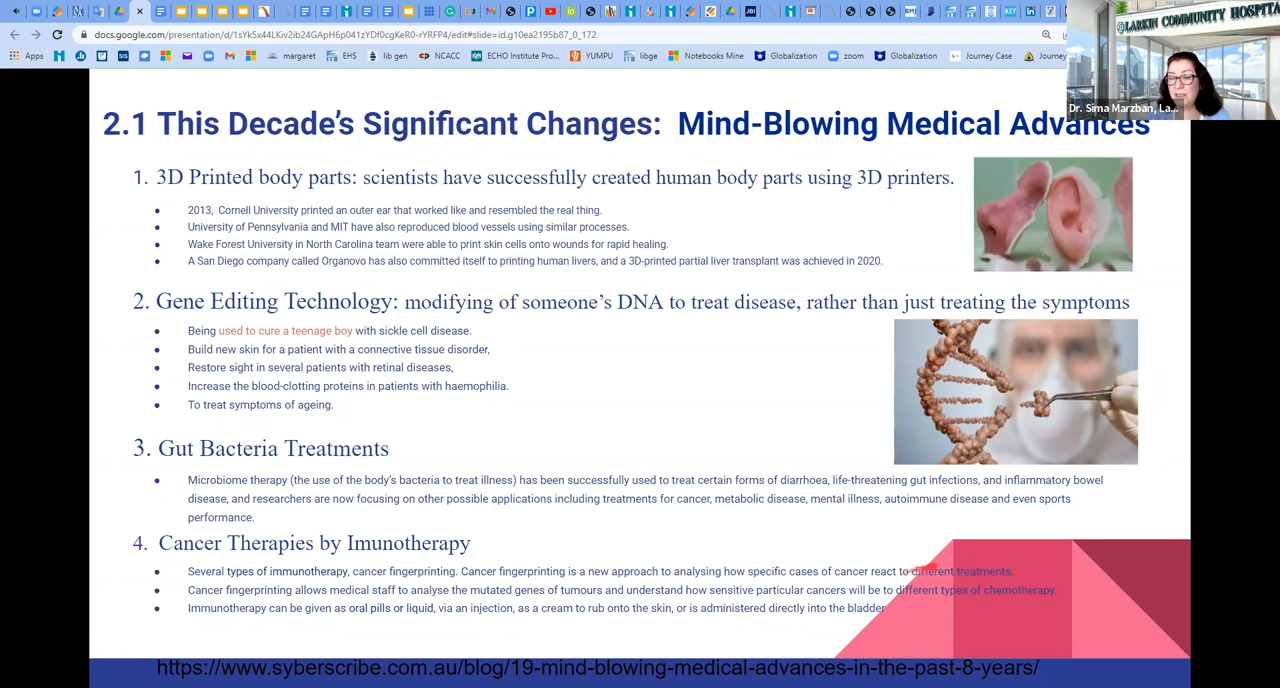 docs.google.com/presentation/d/1sYk5x44LKiv2ib24GApH6p041zYDf0cgKeR0-rYRFP4/edit#slide=id.g10ea2195b87_0_172
LARKIN COMMUNITY HOSPITA
Apps
margaret
EHS
lib gen
NCACC
ECHO Institute Pro...
YUMPU
libge
Notebooks Mine
Globalization
zoom
Globalization
Journey Case
Journey
Dr. Sima Marzban, La...
2.1 This Decade's Significant Changes: Mind-Blowing Medical Advances
1. 3D Printed body parts: scientists have successfully created human body parts using 3D printers.
● 2013, Cornell University printed an outer ear that worked like and resembled the real thing.
● University of Pennsylvania and MIT have also reproduced blood vessels using similar processes.
● Wake Forest University in North Carolina team were able to print skin cells onto wounds for rapid healing.
● A San Diego company called Organovo has also committed itself to printing human livers, and a 3D-printed partial liver transplant was achieved in 2020.
2. Gene Editing Technology: modifying of someone's DNA to treat disease, rather than just treating the symptoms
● Being used to cure a teenage boy with sickle cell disease.
● Build new skin for a patient with a connective tissue disorder,
● Restore sight in several patients with retinal diseases,
● Increase the blood-clotting proteins in patients with haemophilia.
● To treat symptoms of ageing.
3. Gut Bacteria Treatments
● Microbiome therapy (the use of the body's bacteria to treat illness) has been successfully used to treat certain forms of diarrhoea, life-threatening gut infections, and inflammatory bowel
disease, and researchers are now focusing on other possible applications including treatments for cancer, metabolic disease, mental illness, autoimmune disease and even sports
performance.
4. Cancer Therapies by Imunotherapy
● Several types of immunotherapy, cancer fingerprinting. Cancer fingerprinting is a new approach to analysing how specific cases of cancer react to different treatments.
● Cancer fingerprinting allows medical staff to analyse the mutated genes of tumours and understand how sensitive particular cancers will be to different types of chemotherapy.
● Immunotherapy can be given as oral pills or liquid, via an injection, as a cream to rub onto the skin, or is administered directly into the bladder
https://www.syberscribe.com.au/blog/19-mind-blowing-medical-advances-in-the-past-8-years/